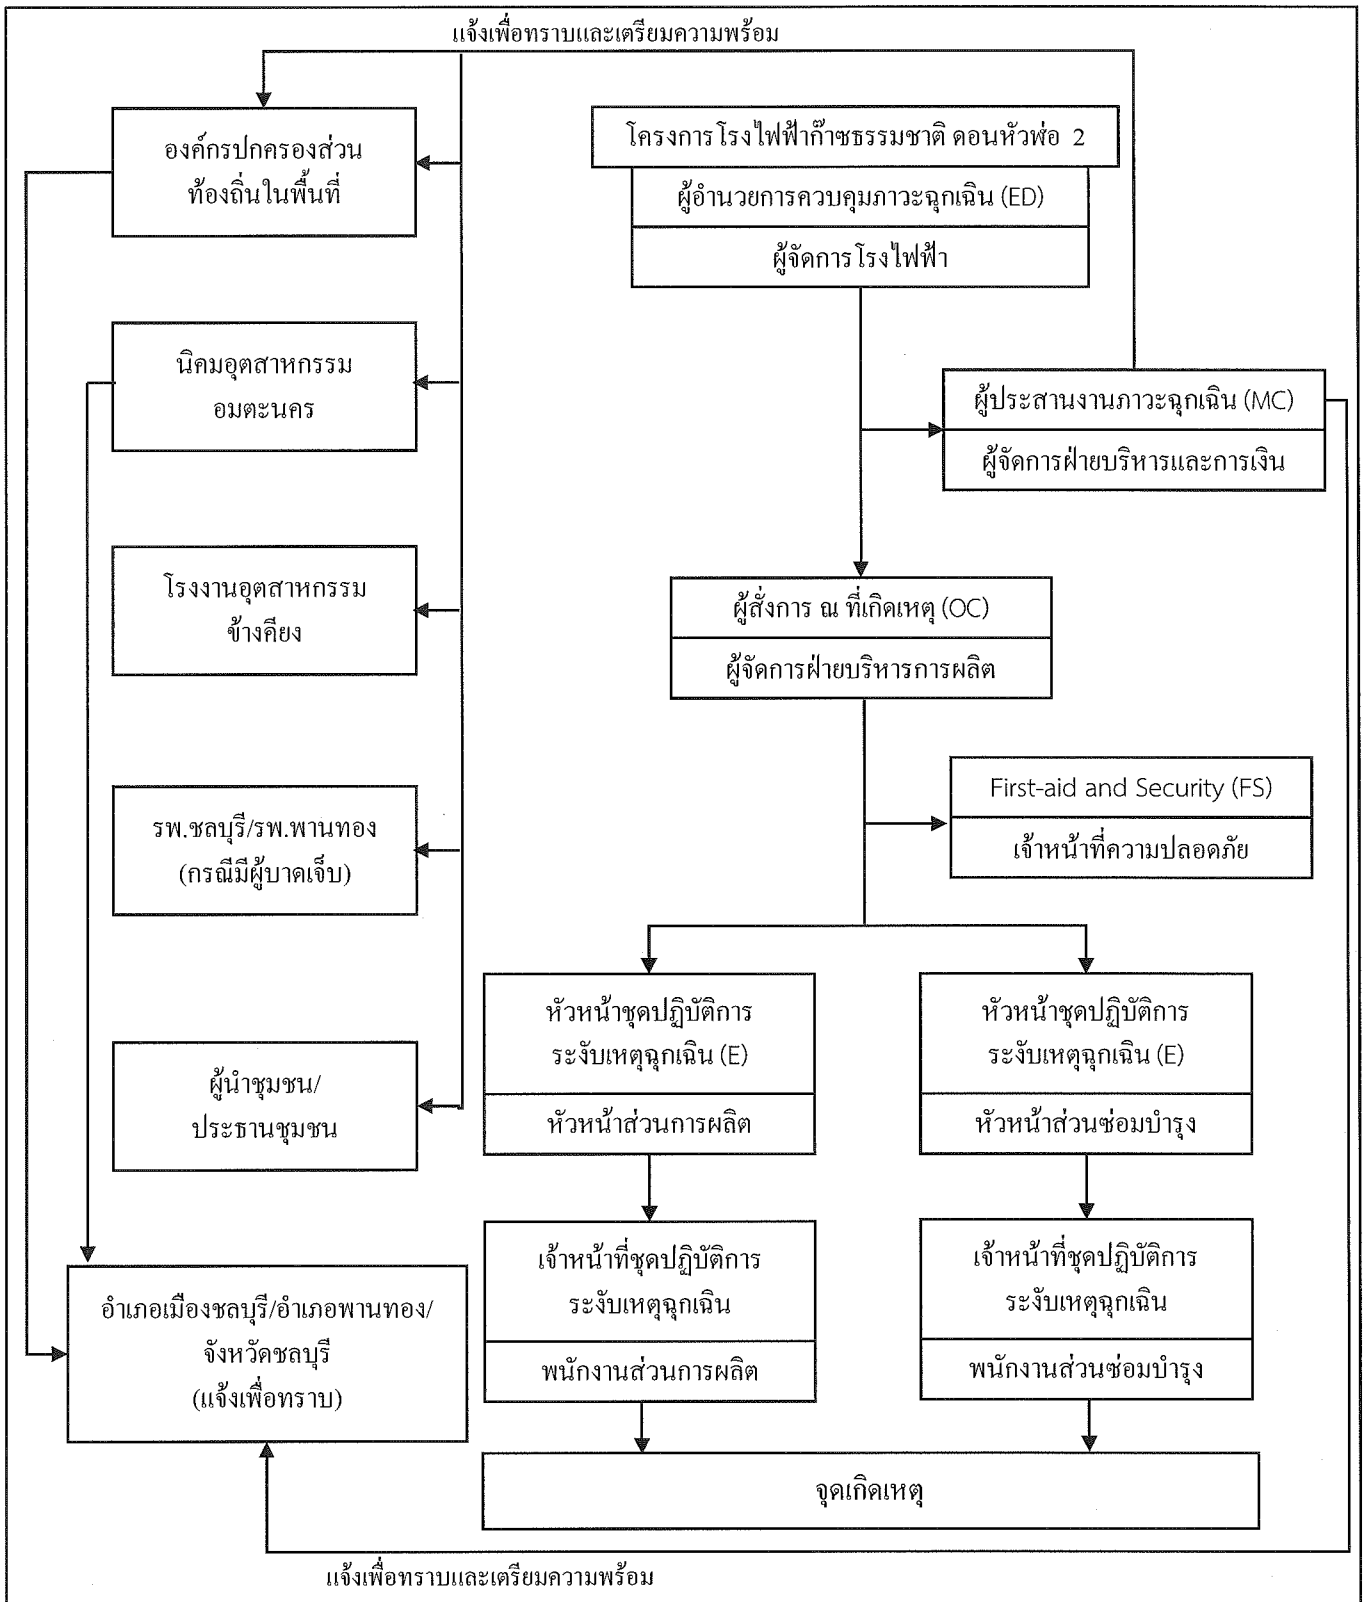 แจ้งเพื่อทราบและเตรียมความพร้อม
องค์กรปกครองส่วน
ท้องถิ่นในพื้นที่
โครงการโรงไฟฟ้าก๊าซธรรมชาติ ดอนหัวฬ่อ 2
ผู้อำนวยการควบคุมภาวะฉุกเฉิน (ED)
ผู้จัดการโรงไฟฟ้า
นิคมอุตสาหกรรม
อมตะนคร
ผู้ประสานงานภาวะฉุกเฉิน (MC)
ผู้จัดการฝ่ายบริหารและการเงิน
โรงงานอุตสาหกรรม
ข้างคียง
ผู้สั่งการ ณ ที่เกิดเหตุ (OC)
ผู้จัดการฝ่ายบริหารการผลิต
รพ.ชลบุรี/รพ.พานทอง
(กรณีมีผู้บาดเจ็บ)
First-aid and Security (FS)
เจ้าหน้าที่ความปลอดภัย
ผู้นำชุมชน/
ประธานชุมชน
หัวหน้าชุดปฏิบัติการ
ระงับเหตุฉุกเฉิน (E)
หัวหน้าส่วนการผลิต
หัวหน้าชุดปฏิบัติการ
ระงับเหตุฉุกเฉิน (E)
หัวหน้าส่วนซ่อมบำรุง
อำเภอเมืองชลบุรี/อำเภอพานทอง/
จังหวัดชลบุรี
(แจ้งเพื่อทราบ)
เจ้าหน้าที่ชุดปฏิบัติการ
ระงับเหตุฉุกเฉิน
พนักงานส่วนการผลิต
เจ้าหน้าที่ชุดปฏิบัติการ
ระงับเหตุฉุกเฉิน
พนักงานส่วนซ่อมบำรุง
จุดเกิดเหตุ
แจ้งเพื่อทราบและเตรียมความพร้อม